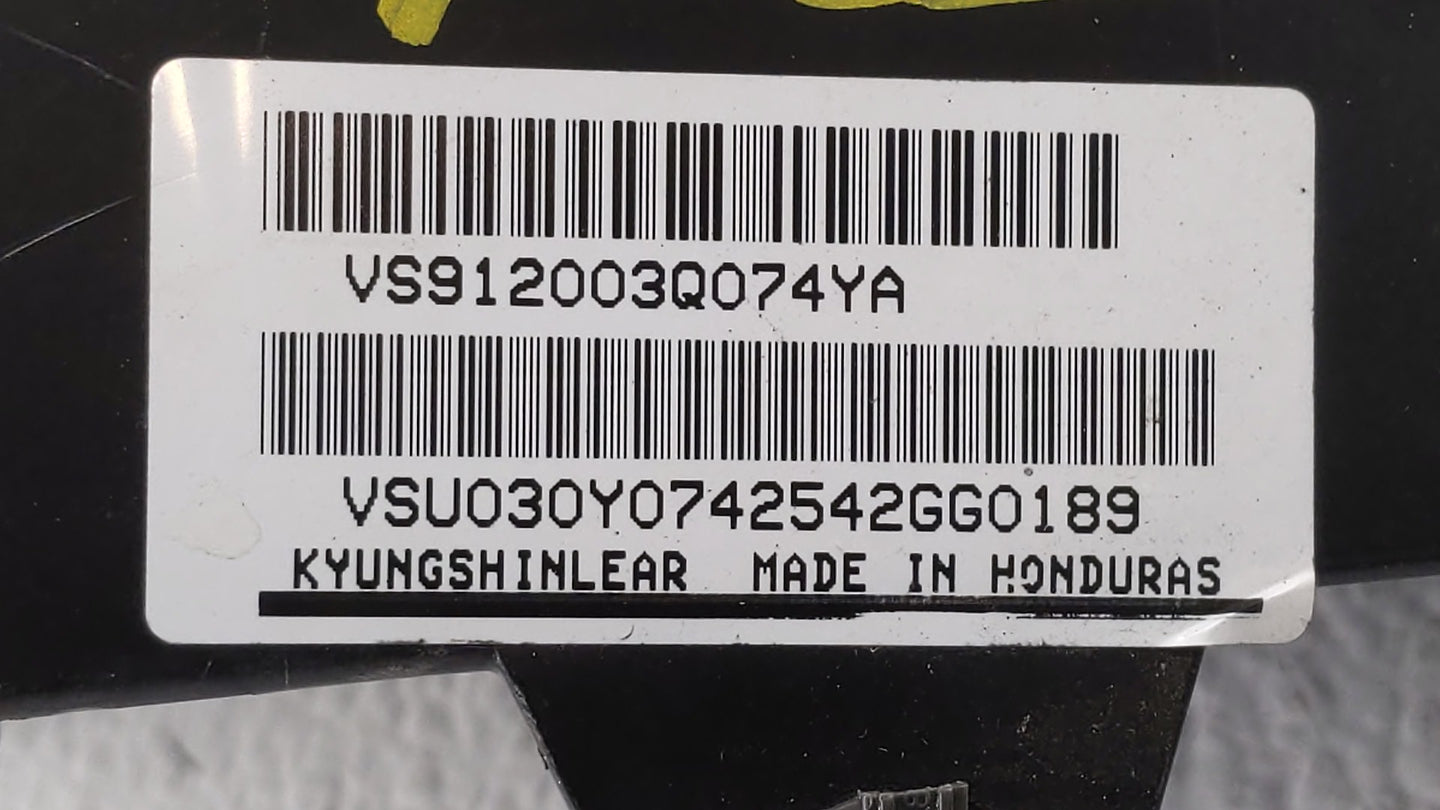 VS912003Q074YA
VSU030Y0742542GG0189
KYUNGSHINLEAR MADE IN HONDURAS